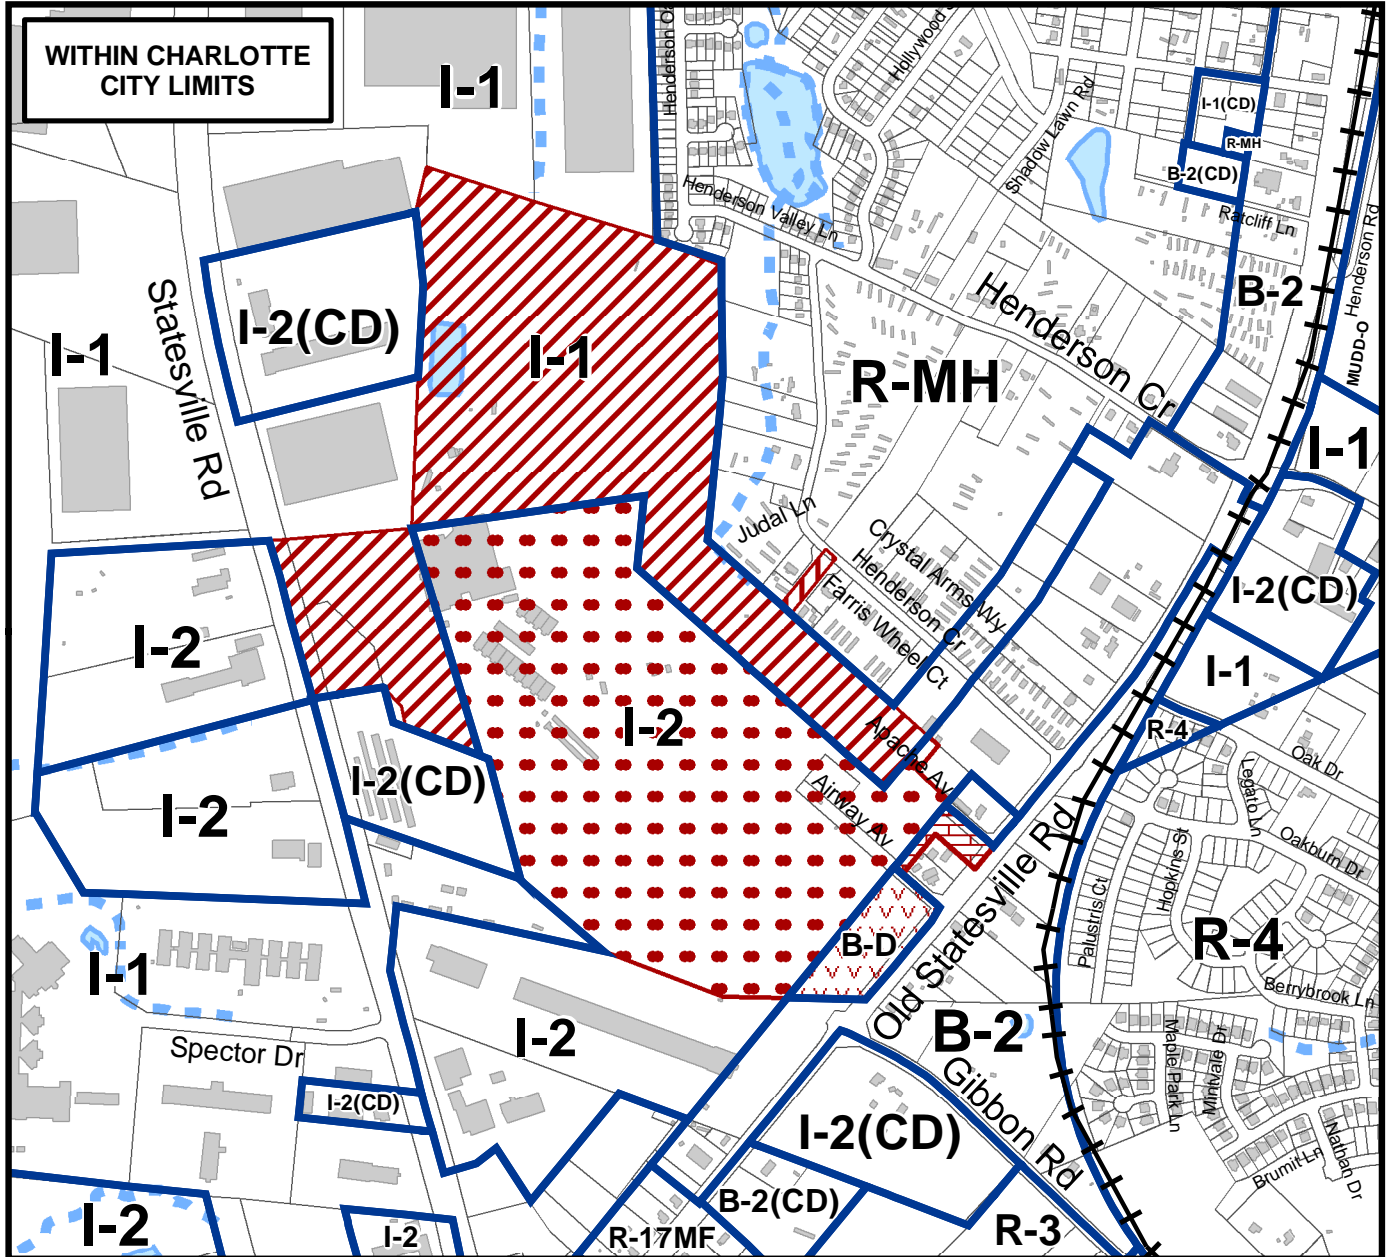 WITHIN CHARLOTTE
CITY LIMITS
I-1
Henderson Oa
Hollywood S
Shadow Lawn Rd
I-1(CD)
R-MH
B-2(CD)
Ratcliff Ln
Henderson Valley Ln
Henderson Rd
MUDD-O
B-2
Statesville Rd
I-2(CD)
I-1
I-1
R-MH
Henderson Cr
I-1
Judal Ln
Crystal Arms Wy
Henderson Cr
Farris Wheel Ct
I-2(CD)
I-2
I-1
I-2
Apache Av
R-4
Oak Dr
I-2(CD)
Airway Av
Legato Ln
I-2
Old Statesville Rd
Hopkins St
Oakburn Dr
Palustris Ct
B-D
R-4
I-1
Berrybrook Ln
Spector Dr
I-2
B-2
Gibbon Rd
Maple Park Ln
Mintvale Dr
I-2(CD)
I-2(CD)
Nathan Dr
Brumit Ln
B-2(CD)
I-2
I-2
R-17MF
R-3